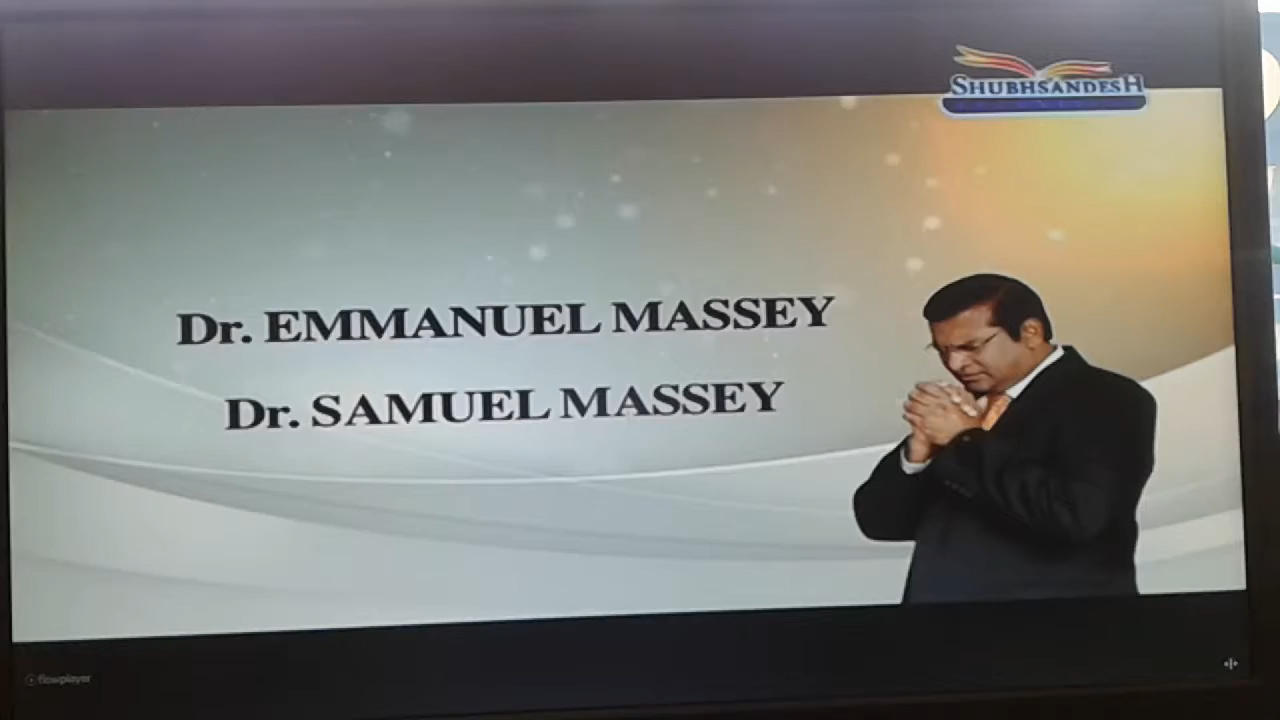 SHUBHSANDESH
Dr. EMMANUEL MASSEY
Dr. SAMUEL MASSEY
flowplayer